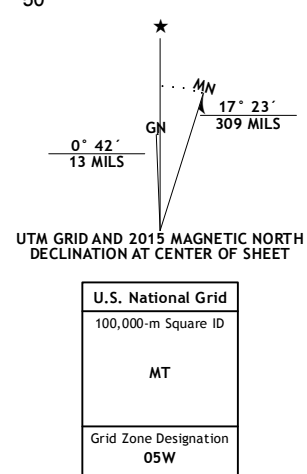 MN
GN
17° 23´
309 MILS
0° 42´
13 MILS
UTM GRID AND 2015 MAGNETIC NORTH
DECLINATION AT CENTER OF SHEET
U.S. National Grid
100,000-m Square ID
MT
Grid Zone Designation
05W